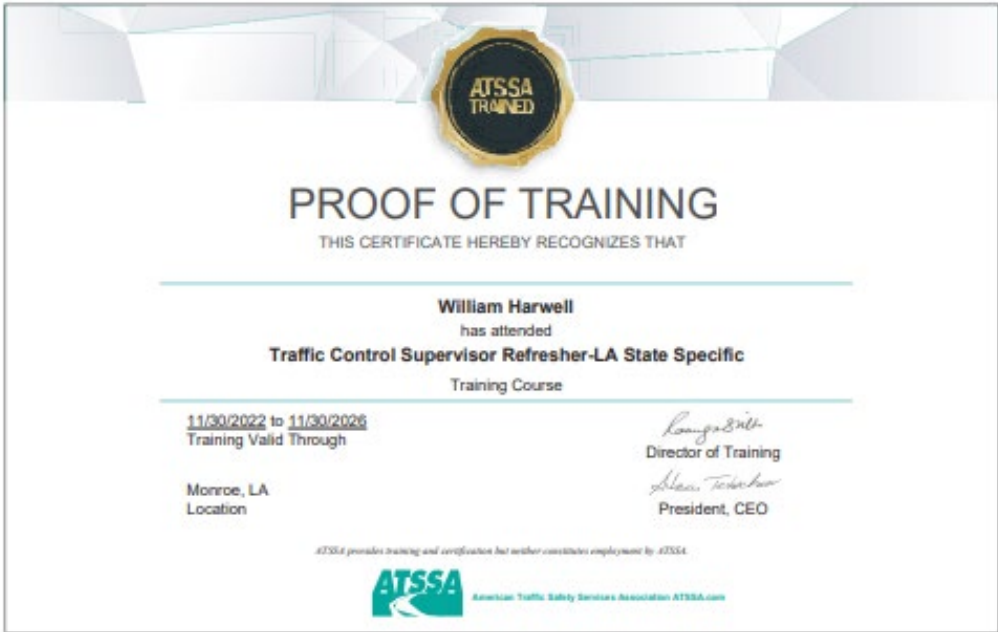 ATSSA
TRAINED
PROOF OF TRAINING
THIS CERTIFICATE HEREBY RECOGNIZES THAT
William Harwell
has attended
Traffic Control Supervisor Refresher-LA State Specific
Training Course
11/30/2022 to 11/30/2026
Training Valid Through
Director of Training
Monroe, LA
Location
President, CEO
ATSSA provides training and certification but neither constitutes employment by ATSSA.
ATSSA
American Traffic Safety Services Association ATSSA.com